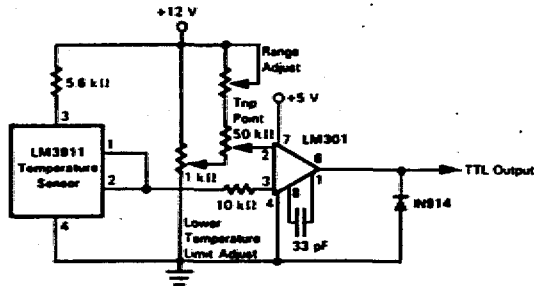 +12 V
Range
Adjust
5.6 kΩ
Trip
Point
50 kΩ
+5 V
3
7
LM301
LM3911
Temperature
Sensor
1
2
2
6
TTL Output
1 kΩ
3
1
4
8
10 kΩ
IN914
4
Lower
Temperature
Limit Adjust
33 pF